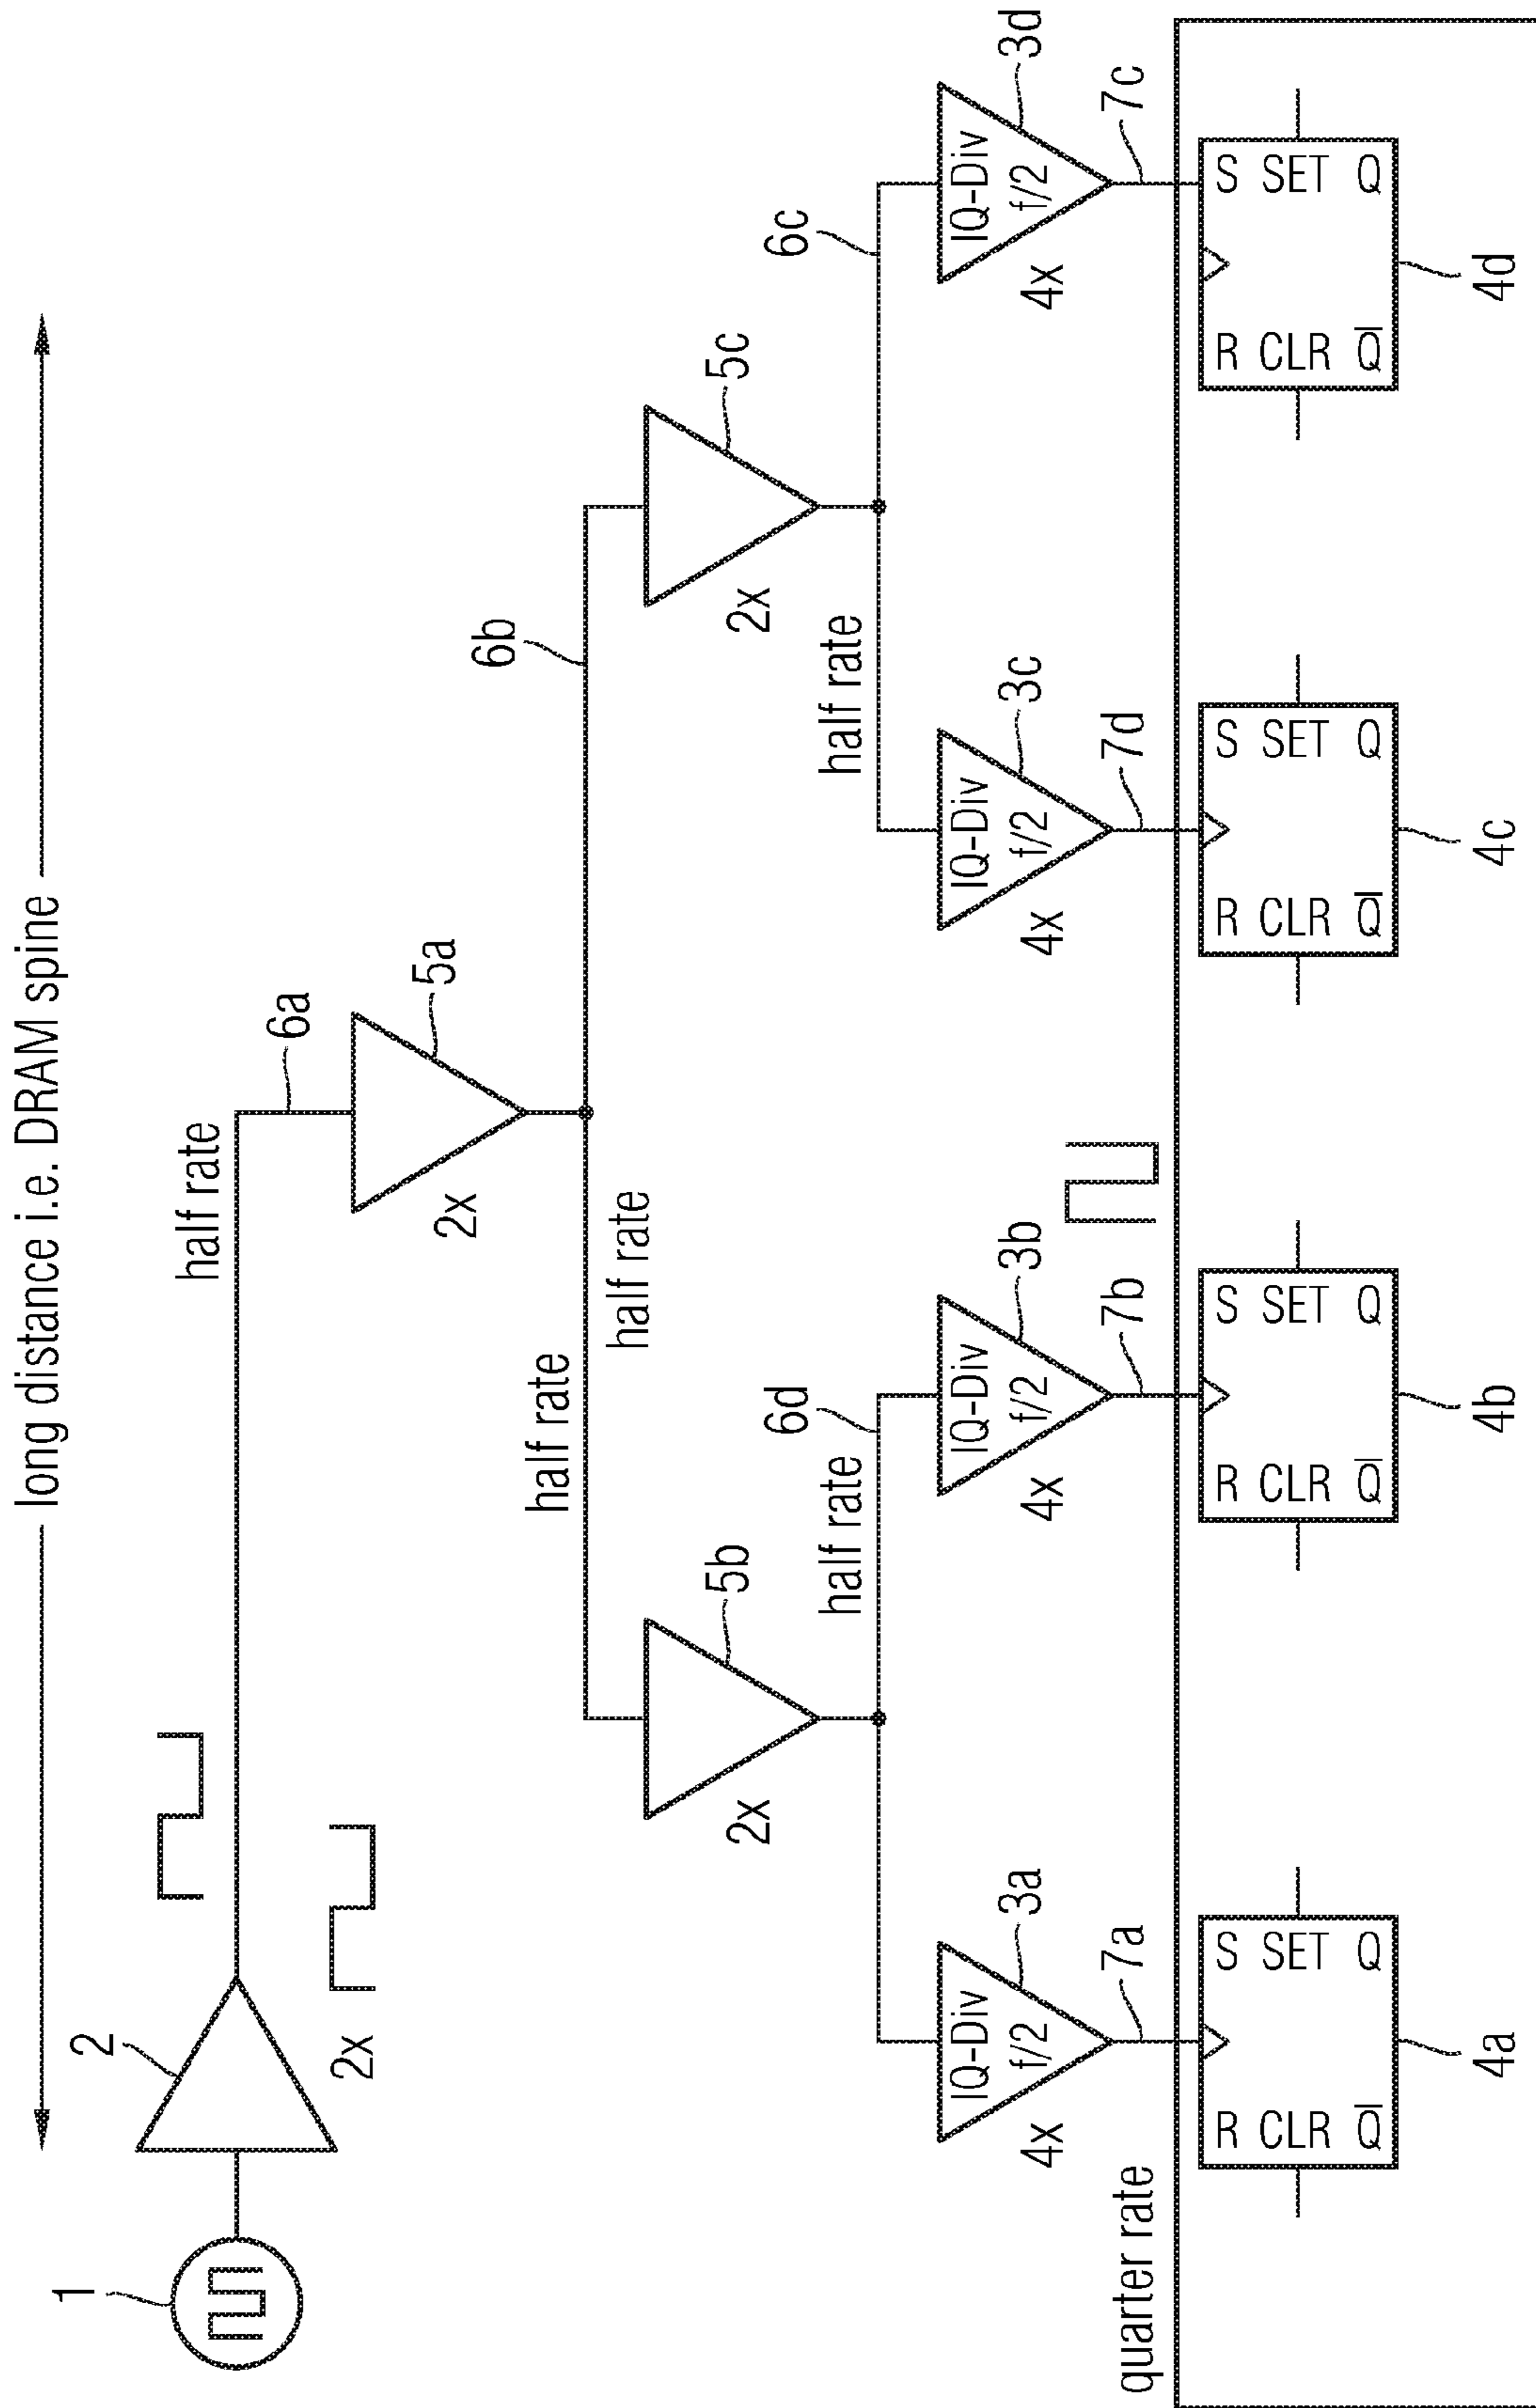 long distance i.e. DRAM spine
1
2
2x
half rate
6a
5a
2x
half rate
half rate
6b
5b
2x
5c
2x
half rate
6d
half rate
6c
IQ-Div
f/2
3a
4x
IQ-Div
f/2
3b
4x
IQ-Div
f/2
3c
4x
IQ-Div
f/2
3d
4x
quarter rate
7a
7b
7d
7c
R CLR Q̅
S SET Q
R CLR Q̅
S SET Q
R CLR Q̅
S SET Q
R CLR Q̅
S SET Q
4a
4b
4c
4d